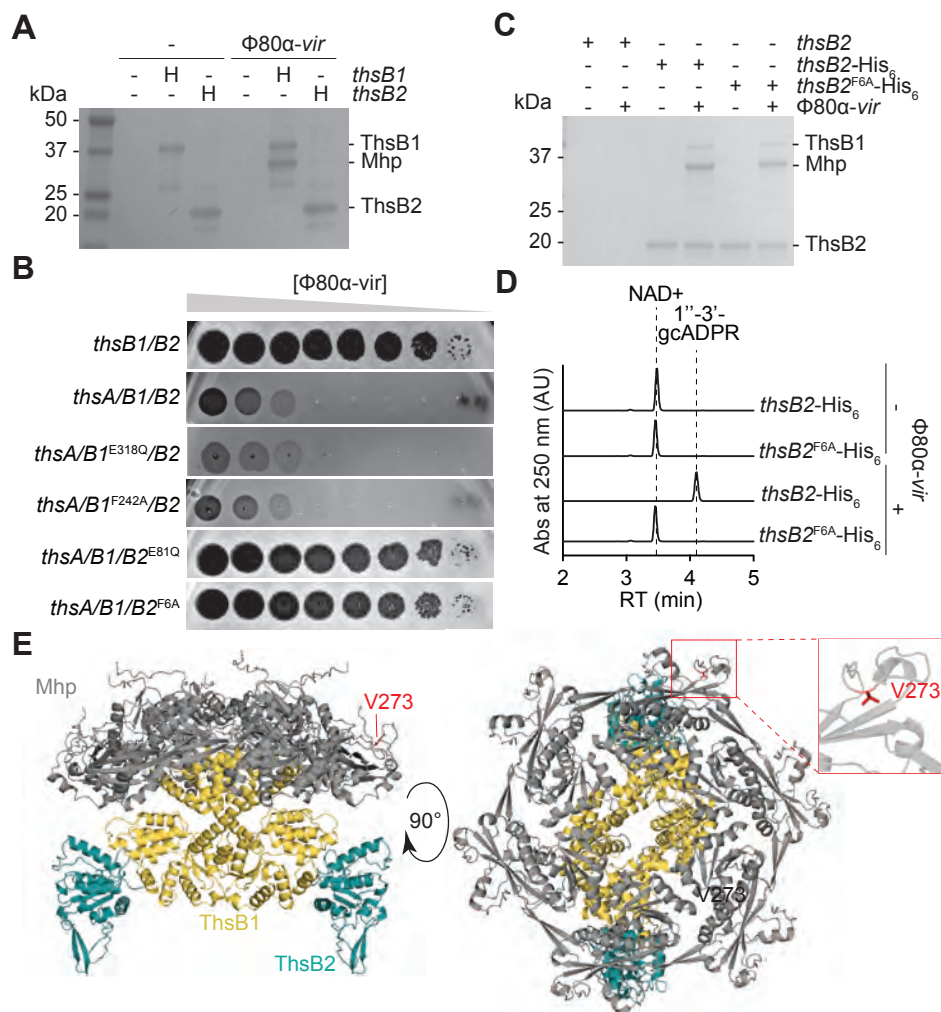 A
-
Φ80α-vir
- H - - H - thsB1
- - H - - H thsB2
kDa
50
37
25
20
ThsB1
Mhp
ThsB2
B
[Φ80α-vir]
thsB1/B2
thsA/B1/B2
thsA/B1E318Q/B2
thsA/B1F242A/B2
thsA/B1/B2E81Q
thsA/B1/B2F6A
C
+ + - - - - thsB2
- - + + - - thsB2-His6
- - - - + + thsB2F6A-His6
- + - + - + Φ80α-vir
kDa
37
25
20
ThsB1
Mhp
ThsB2
D
NAD+
1''-3'-
gcADPR
Abs at 250 nm (AU)
thsB2-His6
thsB2F6A-His6
thsB2-His6
thsB2F6A-His6
-
+
Φ80α-vir
2 3 4 5
RT (min)
E
Mhp
V273
ThsB1
ThsB2
90°
V273
V273